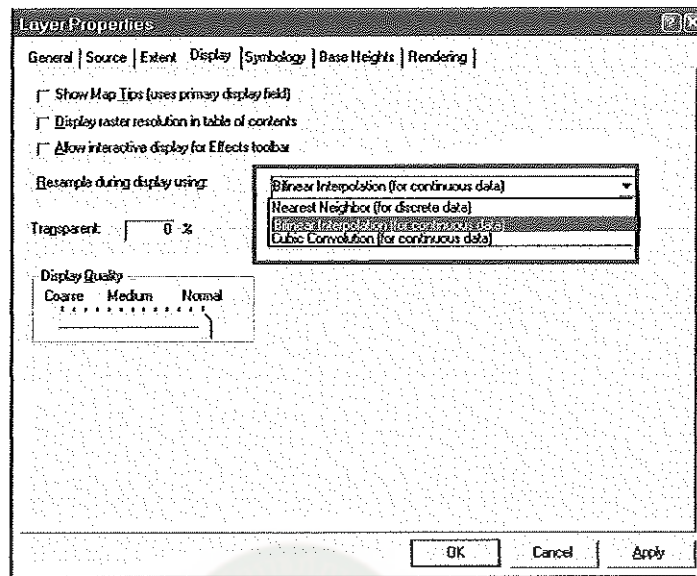 Layer Properties
General Source Extent Display Symbology Base Heights Rendering
Show Map Tips (uses primary display field)
Display raster resolution in table of contents
Allow interactive display for Effects toolbar
Resample during display using: Bilinear Interpolation (for continuous data)
Nearest Neighbor (for discrete data)
Bilinear Interpolation (for continuous data)
Cubic Convolution (for continuous data)
Transparent: 0 %
Display Quality
Coarse Medium Normal
OK Cancel Apply